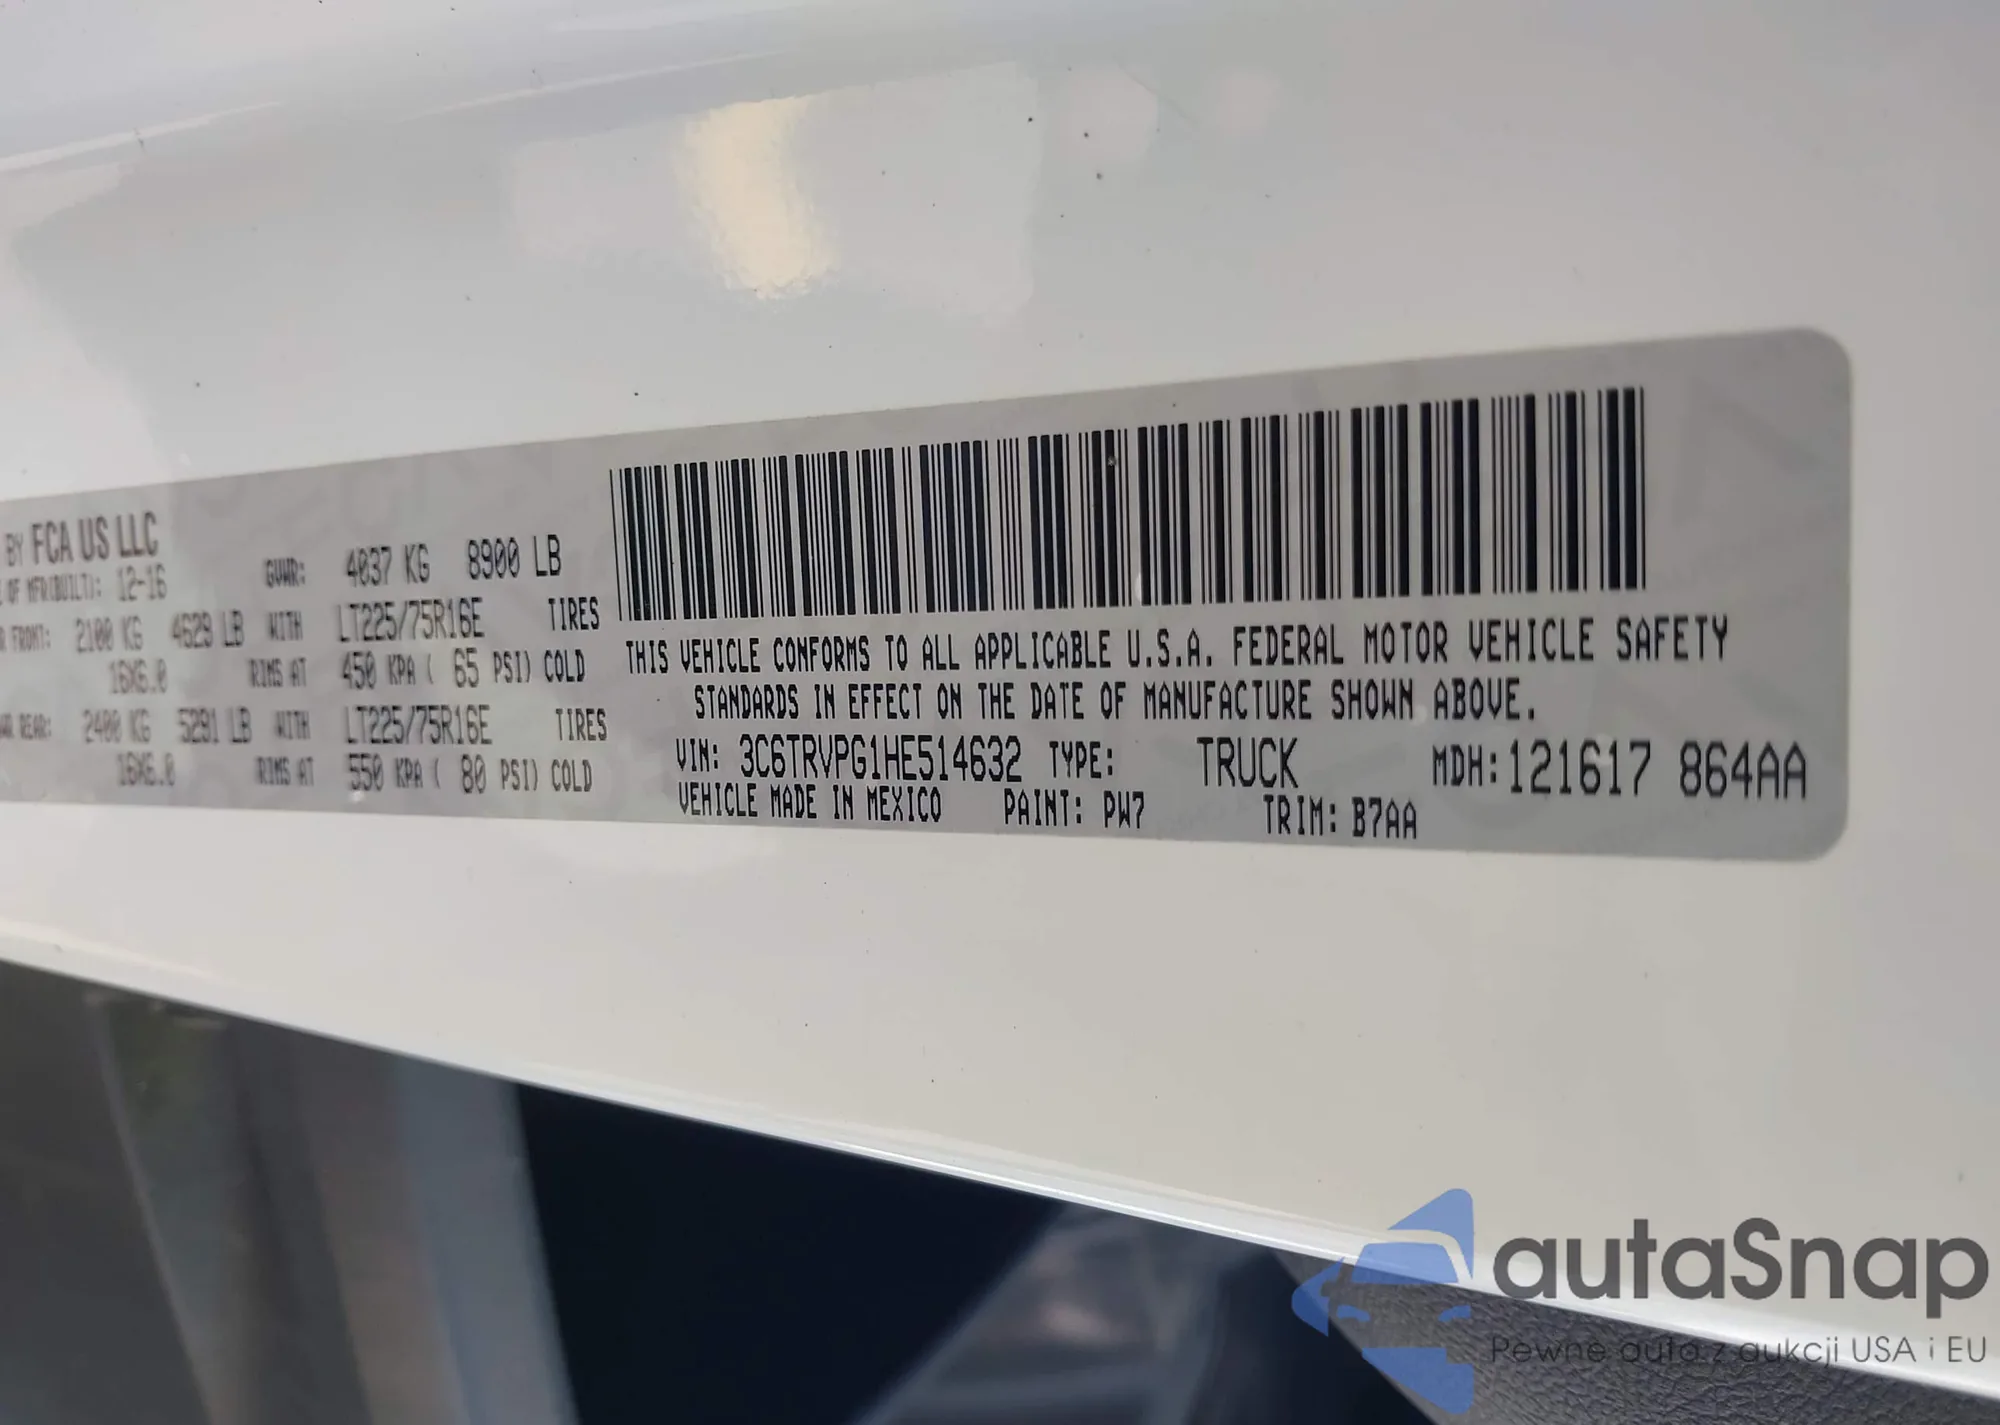 BY FCA US LLC
OF MFR(BUILT): 12-16 GVWR: 4037 KG 8900 LB
FRONT: 2100 KG 4629 LB WITH LT225/75R16E TIRES
16X6.0 RIMS AT 450 KPA ( 65 PSI) COLD
REAR: 2400 KG 5291 LB WITH LT225/75R16E TIRES
16X6.0 RIMS AT 550 KPA ( 80 PSI) COLD
THIS VEHICLE CONFORMS TO ALL APPLICABLE U.S.A. FEDERAL MOTOR VEHICLE SAFETY
STANDARDS IN EFFECT ON THE DATE OF MANUFACTURE SHOWN ABOVE.
VIN: 3C6TRVPG1HE514632 TYPE: TRUCK MDH: 121617 864AA
VEHICLE MADE IN MEXICO PAINT: PW7 TRIM: B7AA
autaSnap
Pewne auta z aukcji USA i EU